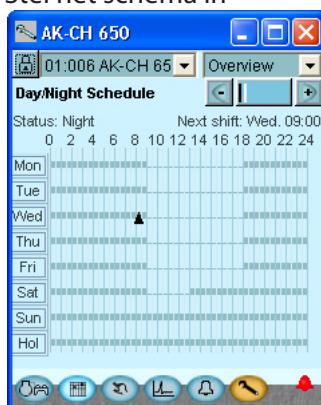 Stel het schema in
AK-CH 650
01:006 AK-CH 65 Overview
Day/Night Schedule
Status: Night Next shift: Wed. 09:00
0 2 4 6 8 10 12 14 16 18 20 22 24
Mon
Tue
Wed
Thu
Fri
Sat
Sun
Hol